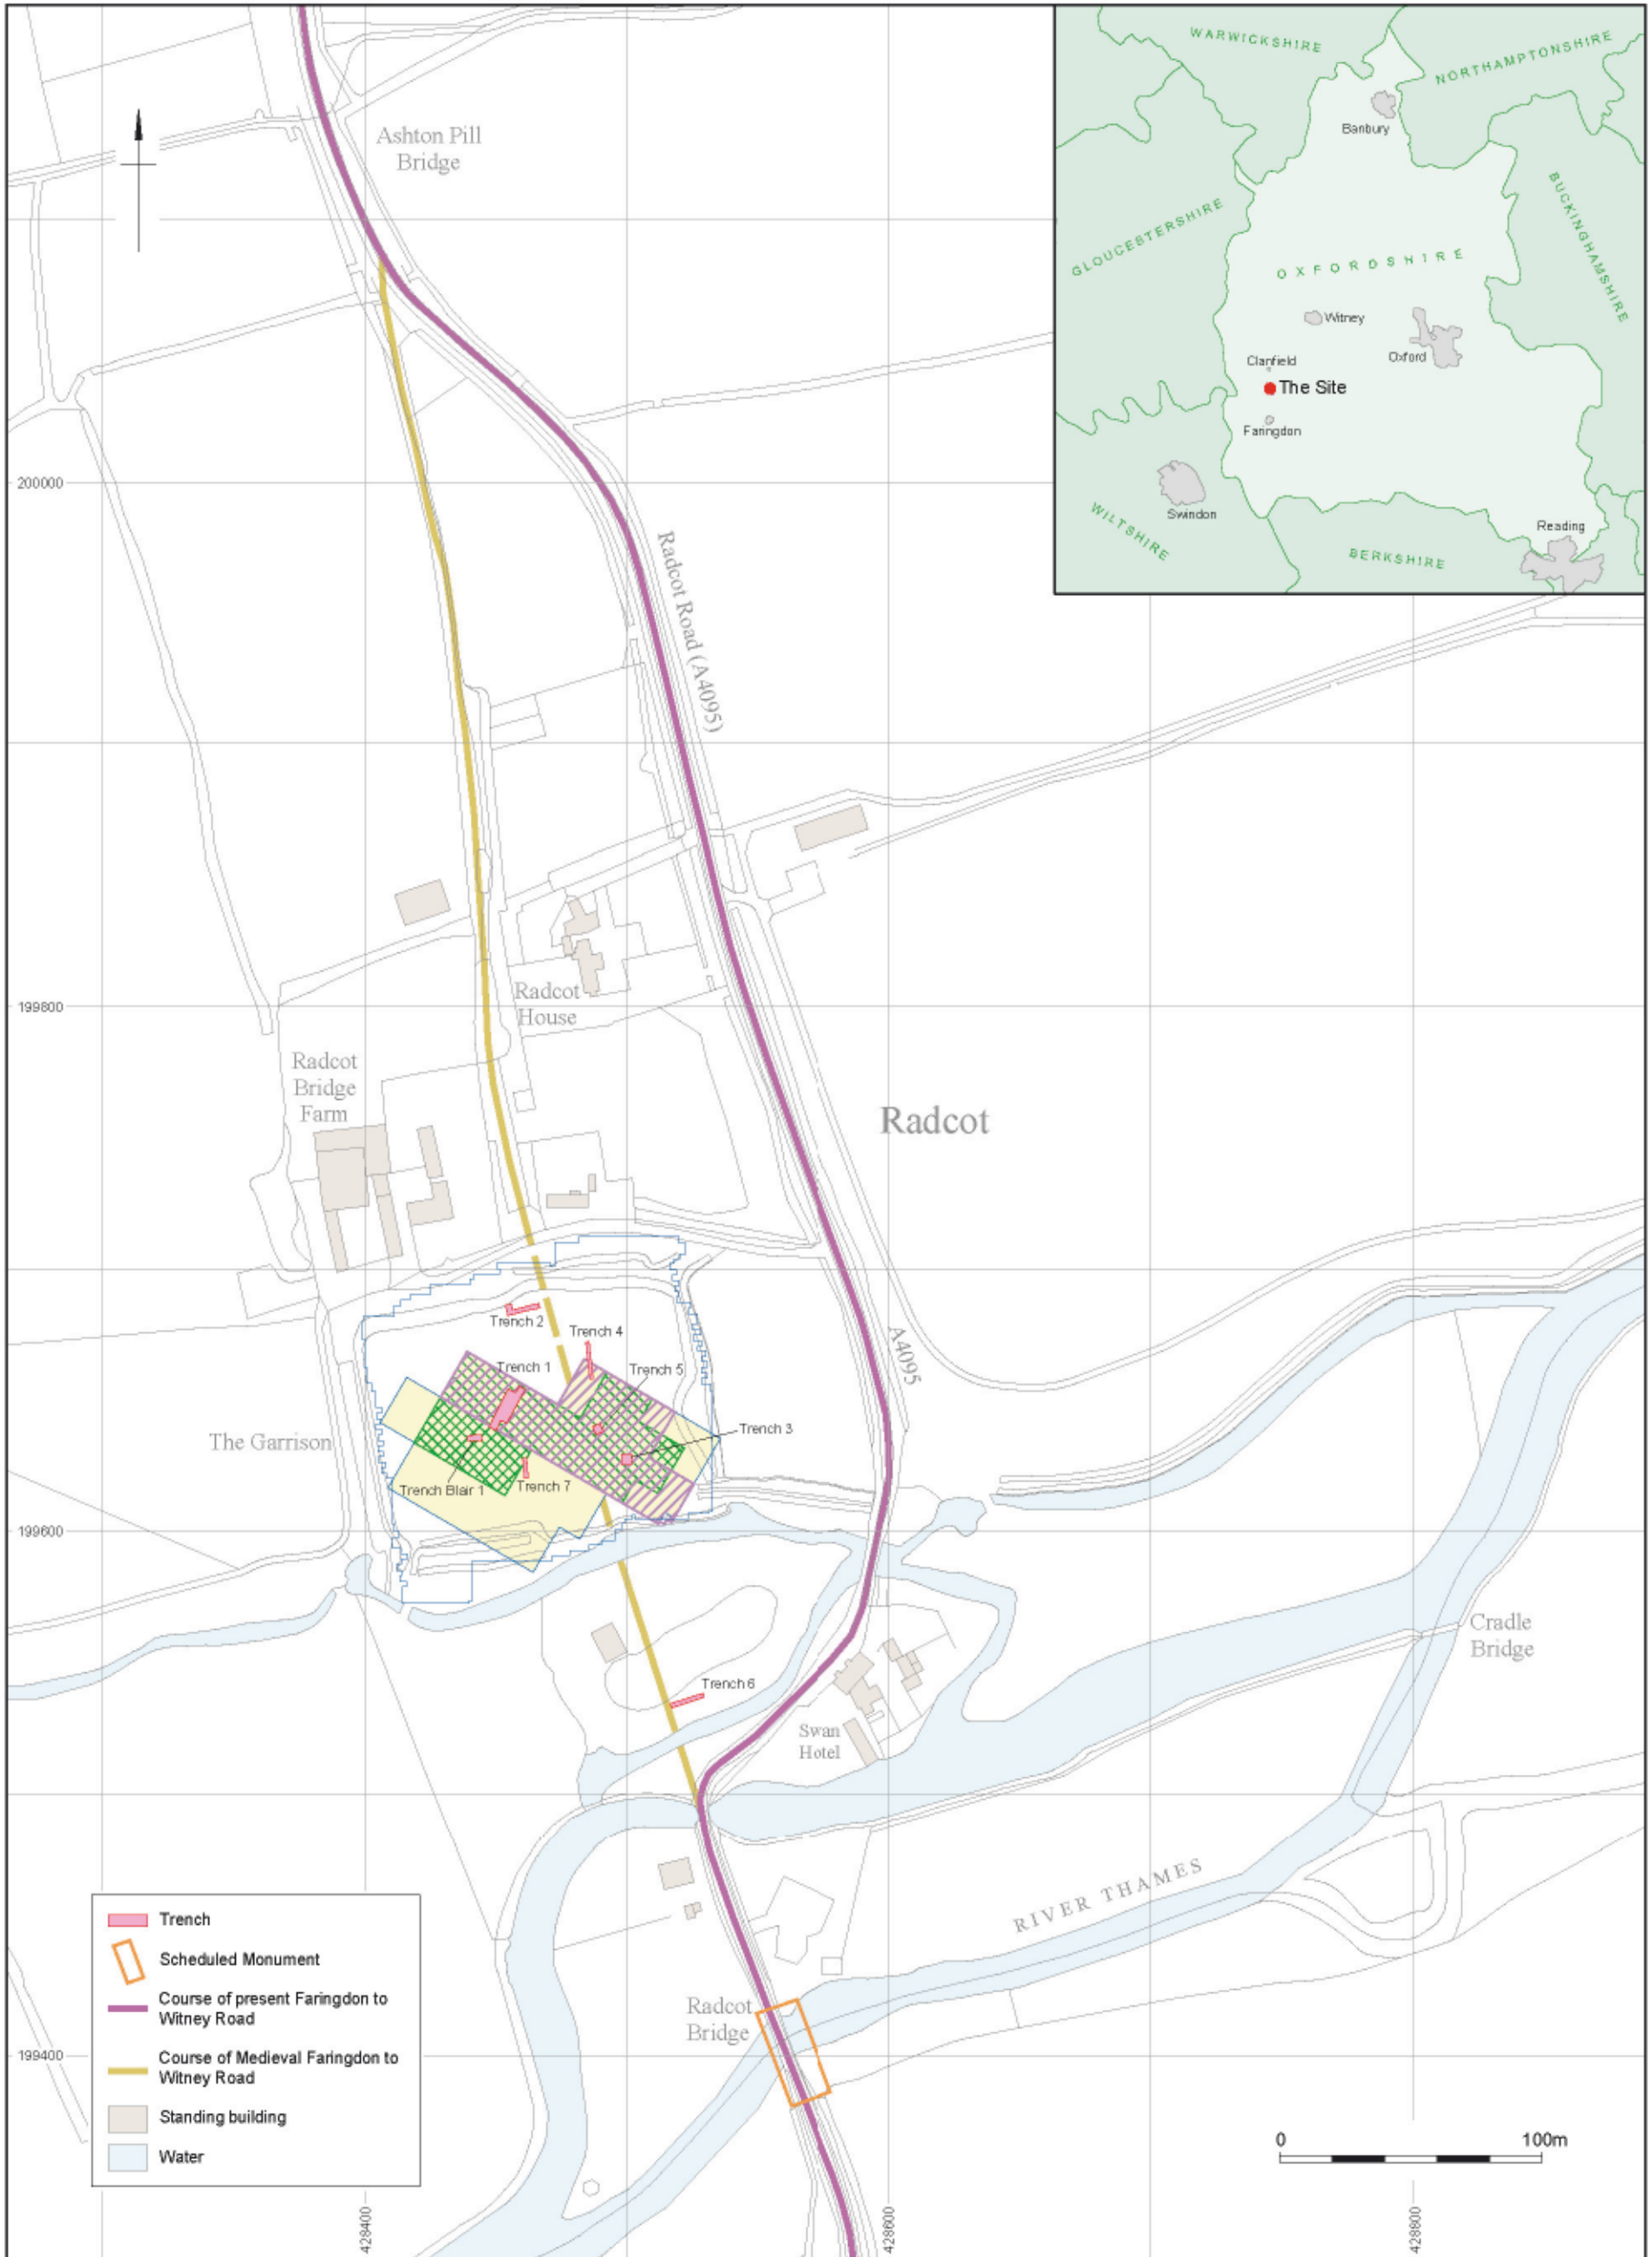 WARWICKSHIRE
NORTHAMPTONSHIRE
Banbury
BUCKINGHAMSHIRE
GLOUCESTERSHIRE
OXFORDSHIRE
Witney
Oxford
Clanfield
The Site
Faringdon
Swindon
WILTSHIRE
Reading
BERKSHIRE
Ashton Pill
Bridge
200000
Radcot Road (A4095)
199800
Radcot
House
Radcot
Bridge
Farm
Radcot
A4095
Trench 2
Trench 4
Trench 1
Trench 5
Trench 3
The Garrison
Trench Blair 1
Trench 7
199600
Cradle
Bridge
Trench 6
Swan
Hotel
RIVER THAMES
Radcot
Bridge
199400
Trench
Scheduled Monument
Course of present Faringdon to
Witney Road
Course of Medieval Faringdon to
Witney Road
Standing building
Water
0
100m
428400
428600
428800